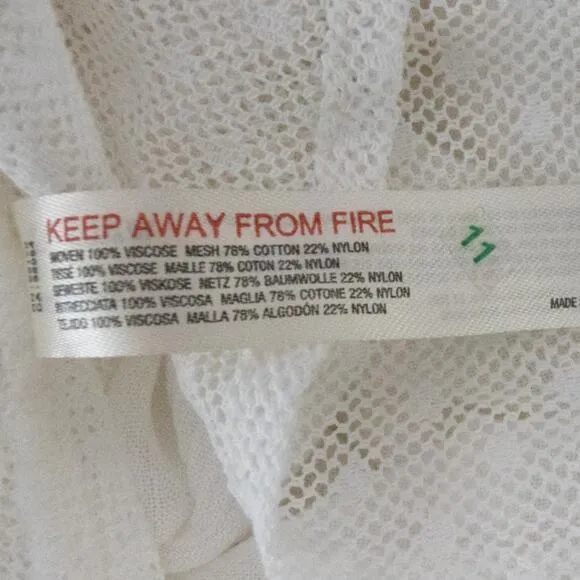 KEEP AWAY FROM FIRE
WOVEN 100% VISCOSE MESH 78% COTTON 22% NYLON
TISSÉ 100% VISCOSE MAILLE 78% COTON 22% NYLON
GEWEBTE 100% VISKOSE NETZ 78% BAUMWOLLE 22% NYLON
INTRECCIATA 100% VISCOSA MAGLIA 78% COTONE 22% NYLON
TEJIDO 100% VISCOSA MALLA 78% ALGODÓN 22% NYLON
11
MADE